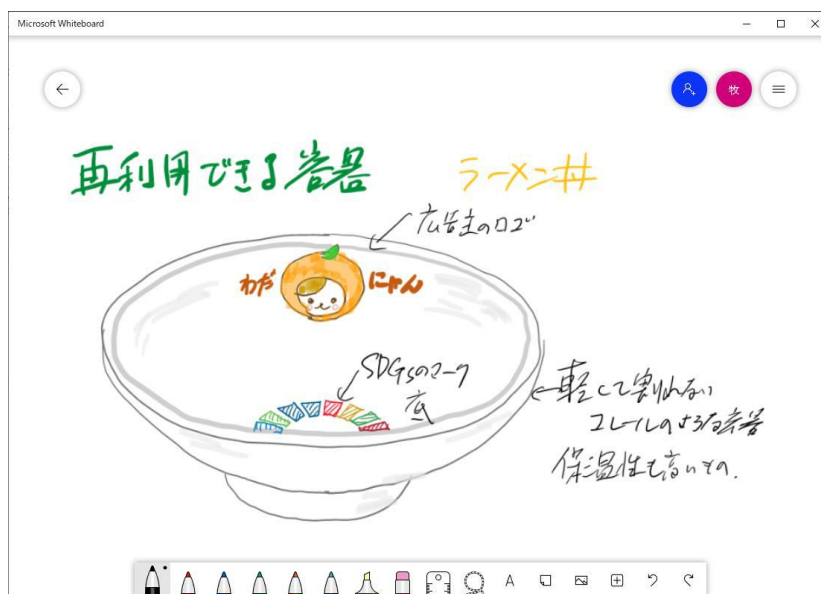 Microsoft Whiteboard
牧
再利用できる容器
ラーメン丼
広告主のロゴ
わだ
にゃん
SDGsのマーク
底
軽くて割れない
コレールのような容器
保温性も高いもの.
A